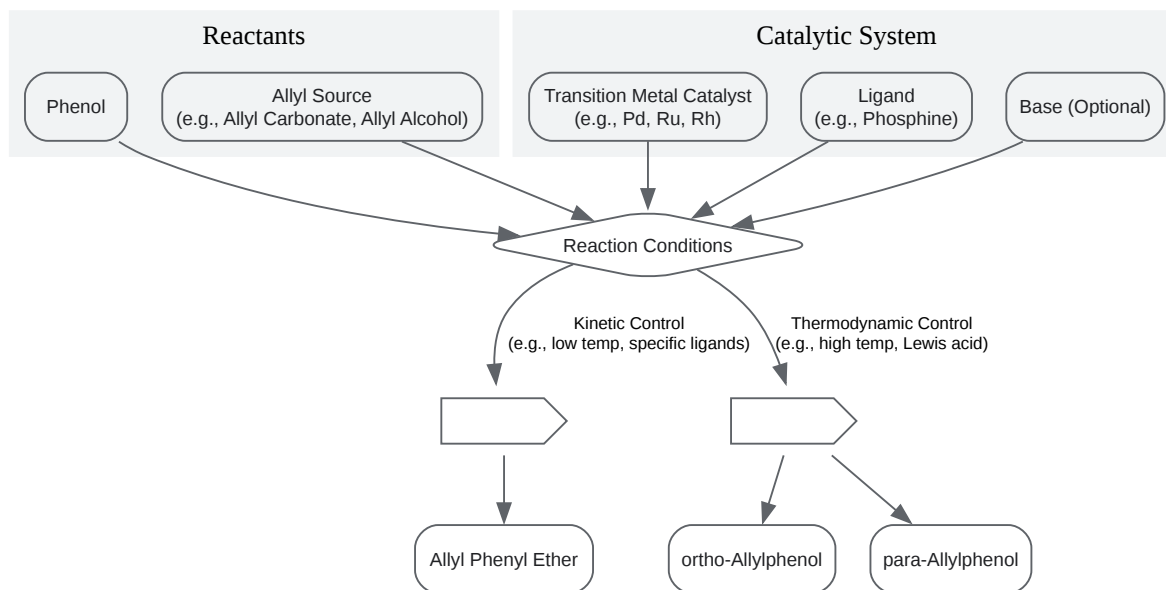 Reactants
Catalytic System
Phenol
Allyl Source
(e.g., Allyl Carbonate, Allyl Alcohol)
Transition Metal Catalyst
(e.g., Pd, Ru, Rh)
Ligand
(e.g., Phosphine)
Base (Optional)
Reaction Conditions
Kinetic Control
(e.g., low temp, specific ligands)
Thermodynamic Control
(e.g., high temp, Lewis acid)
Allyl Phenyl Ether
ortho-Allylphenol
para-Allylphenol